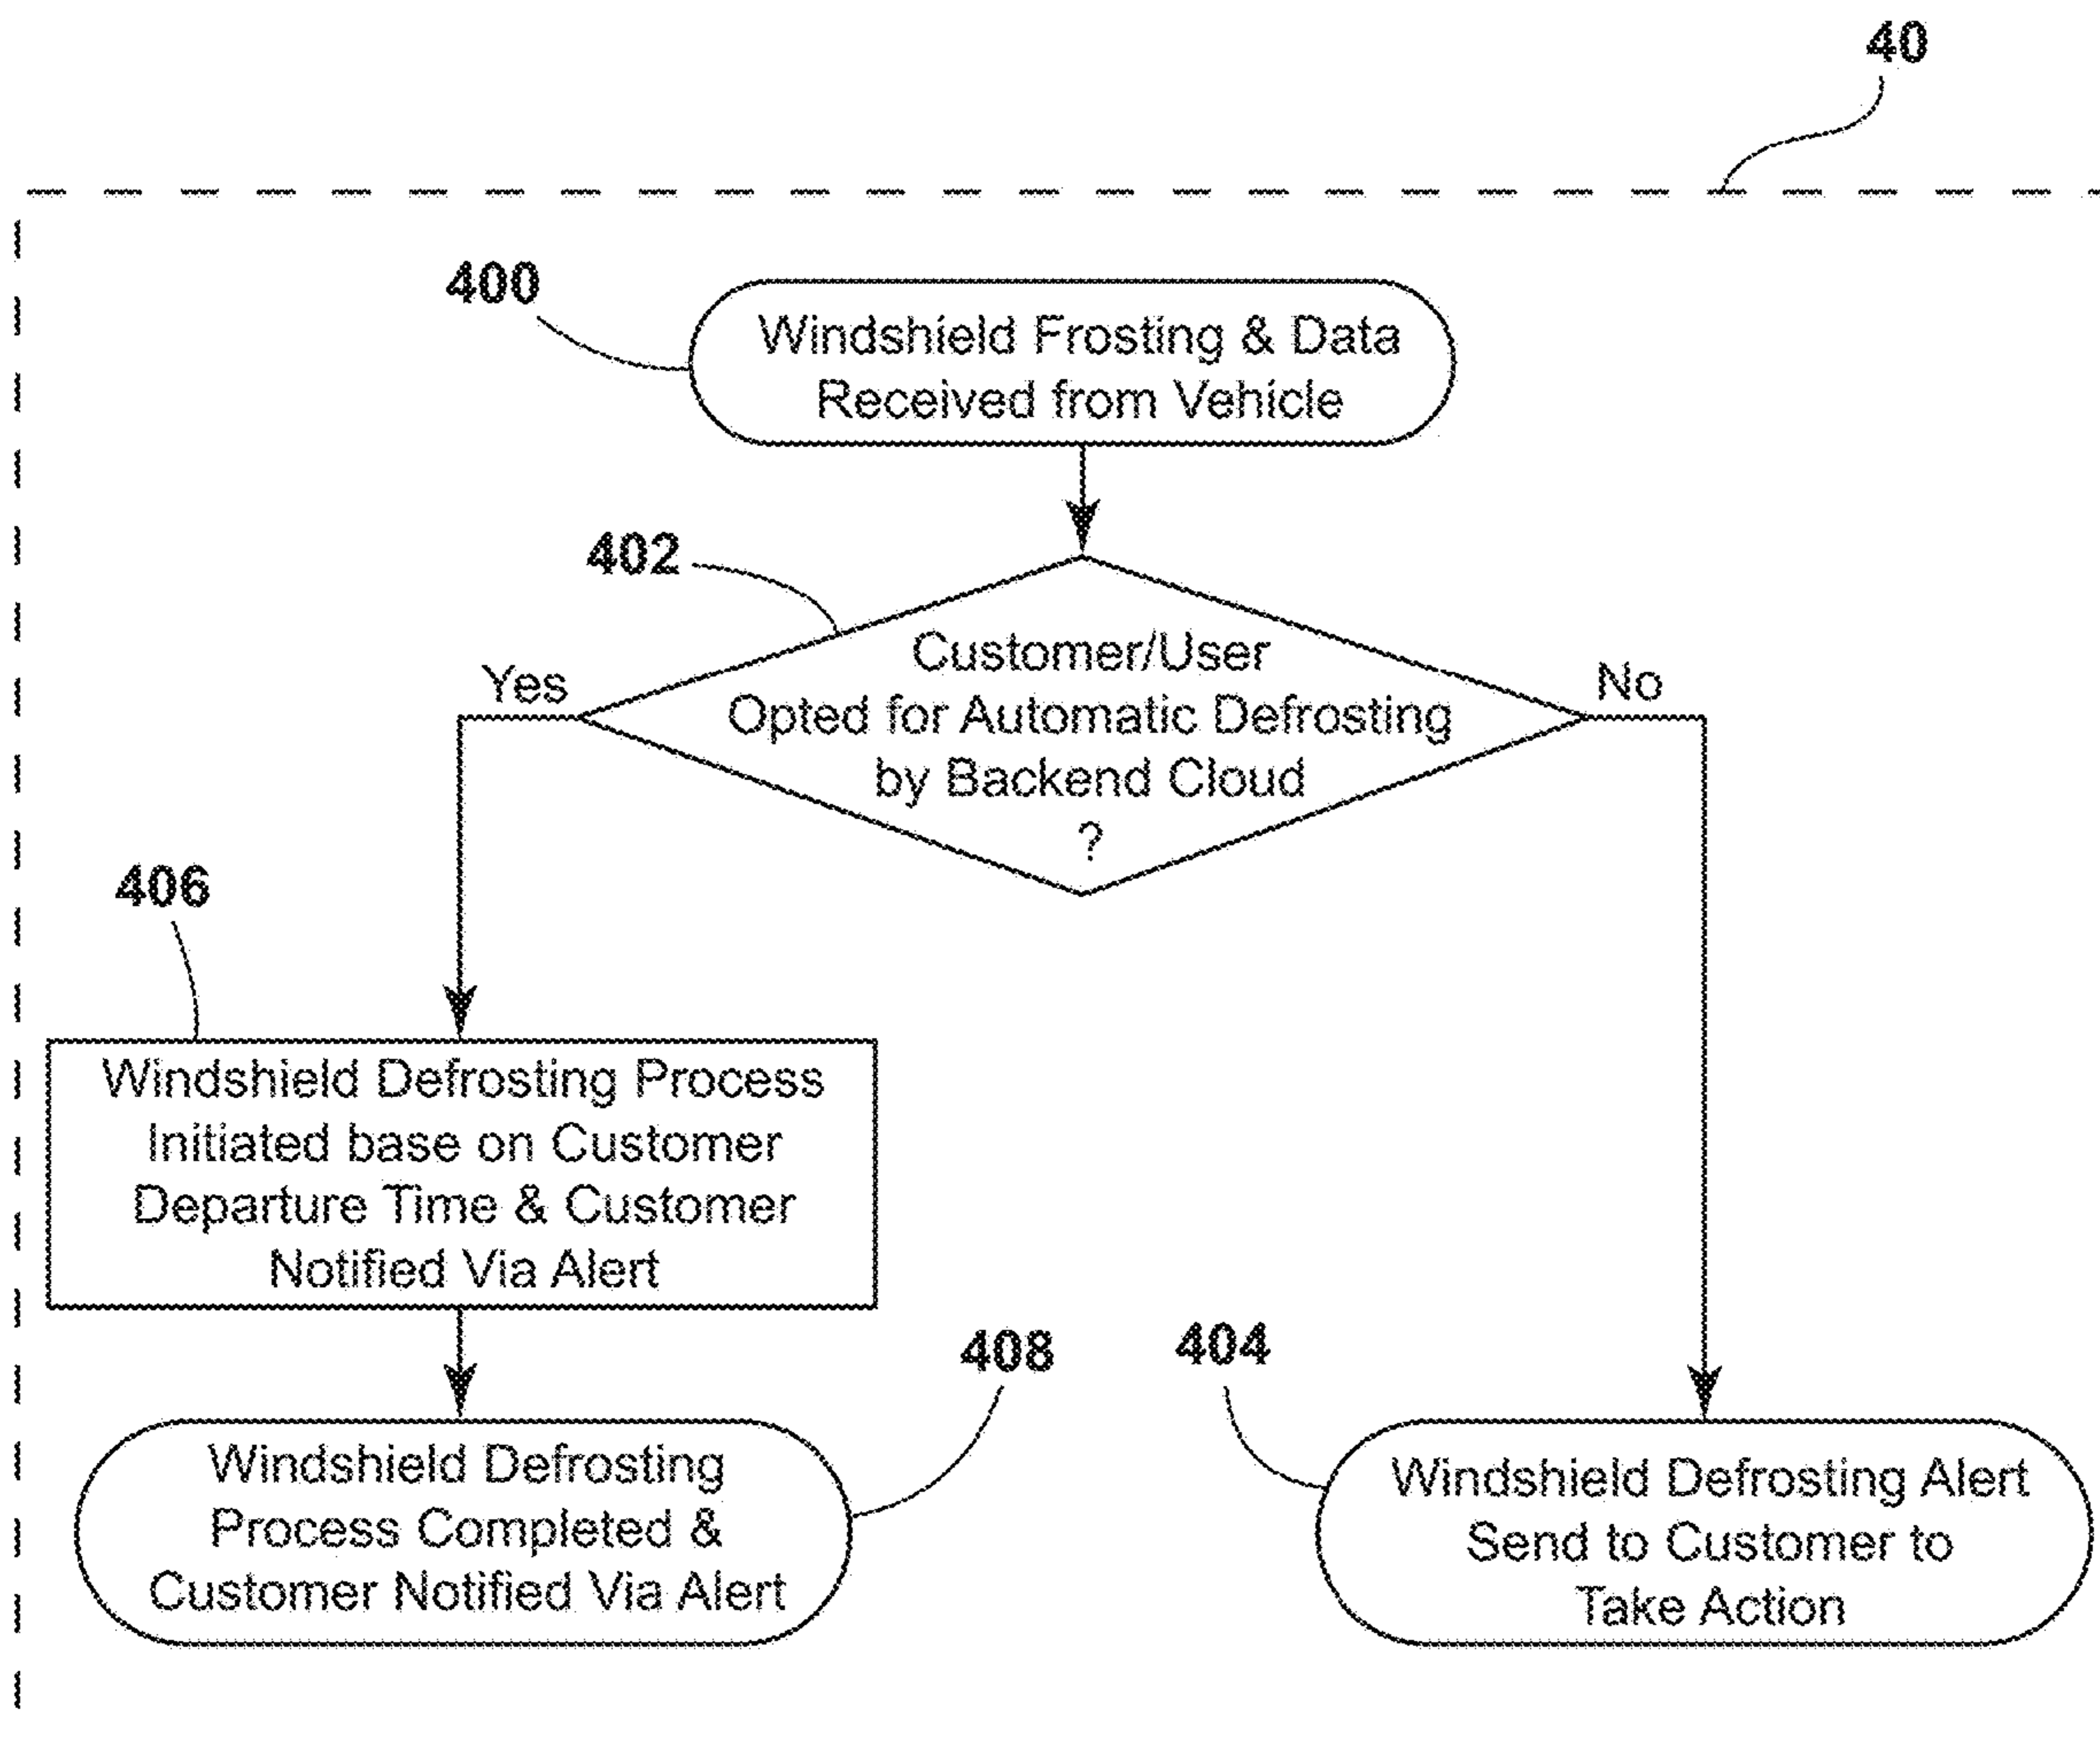 40
400
Windshield Frosting & Data
Received from Vehicle
402
Customer/User
Opted for Automatic Defrosting
by Backend Cloud
?
Yes
No
406
Windshield Defrosting Process
Initiated base on Customer
Departure Time & Customer
Notified Via Alert
408
Windshield Defrosting
Process Completed &
Customer Notified Via Alert
404
Windshield Defrosting Alert
Send to Customer to
Take Action